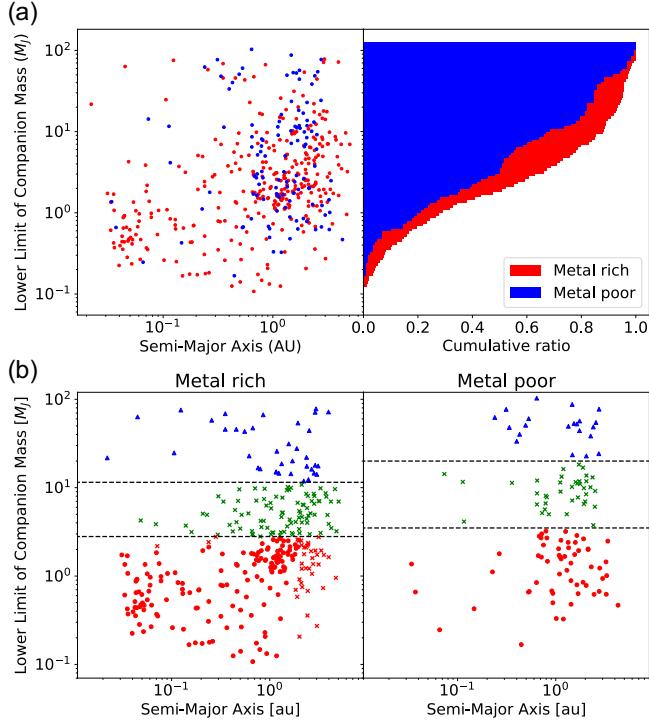 (a)
Lower Limit of Companion Mass (M_J)
10²
10¹
10⁰
10⁻¹
10⁻¹ 10⁰
Semi-Major Axis (AU)
Metal rich
Metal poor
0.0 0.2 0.4 0.6 0.8 1.0
Cumulative ratio
(b)
Metal rich
Metal poor
Lower Limit of Companion Mass [M_J]
10²
10¹
10⁰
10⁻¹
10⁻¹ 10⁰
Semi-Major Axis [au]
10⁻¹ 10⁰
Semi-Major Axis [au]